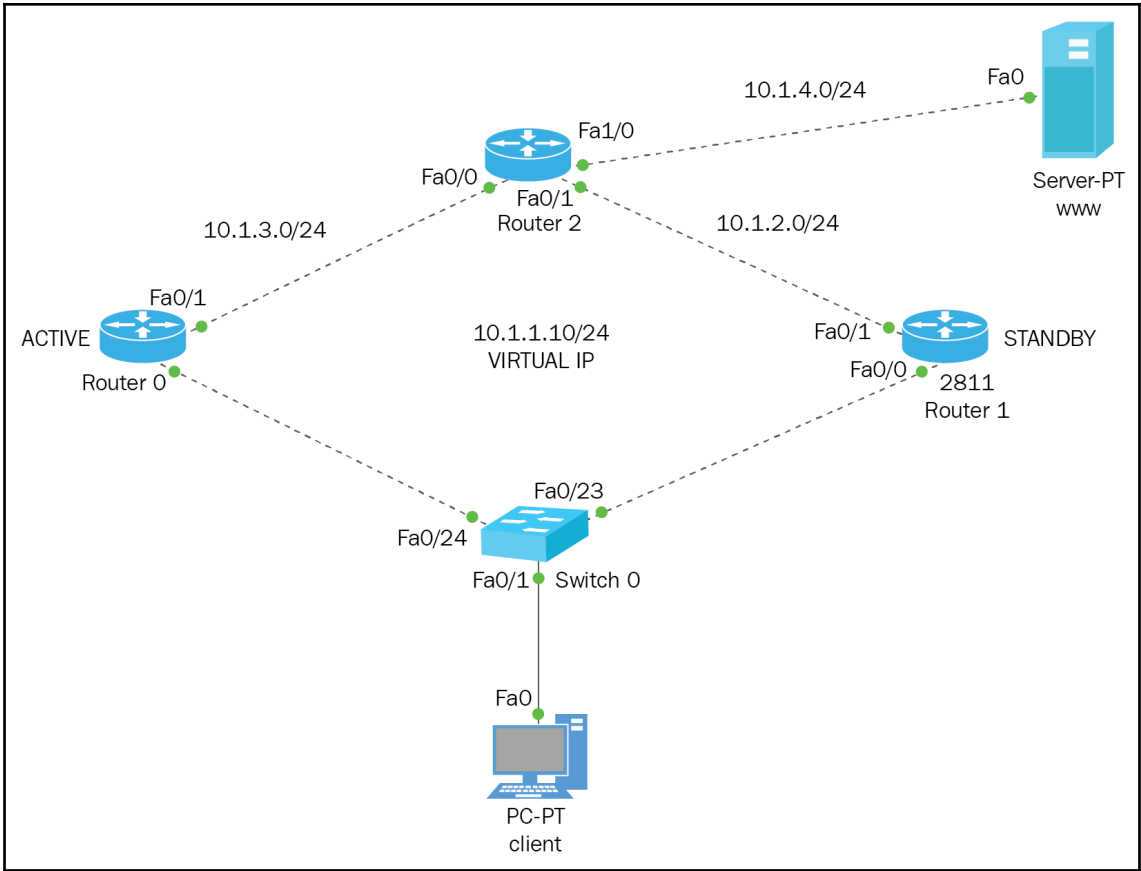 Fa0
10.1.4.0/24
Fa1/0
Fa0/0
Server-PT
www
Fa0/1
Router 2
10.1.3.0/24
10.1.2.0/24
Fa0/1
ACTIVE
Router 0
10.1.1.10/24
VIRTUAL IP
Fa0/1
STANDBY
Fa0/0
2811
Router 1
Fa0/23
Fa0/24
Fa0/1
Switch 0
Fa0
PC-PT
client